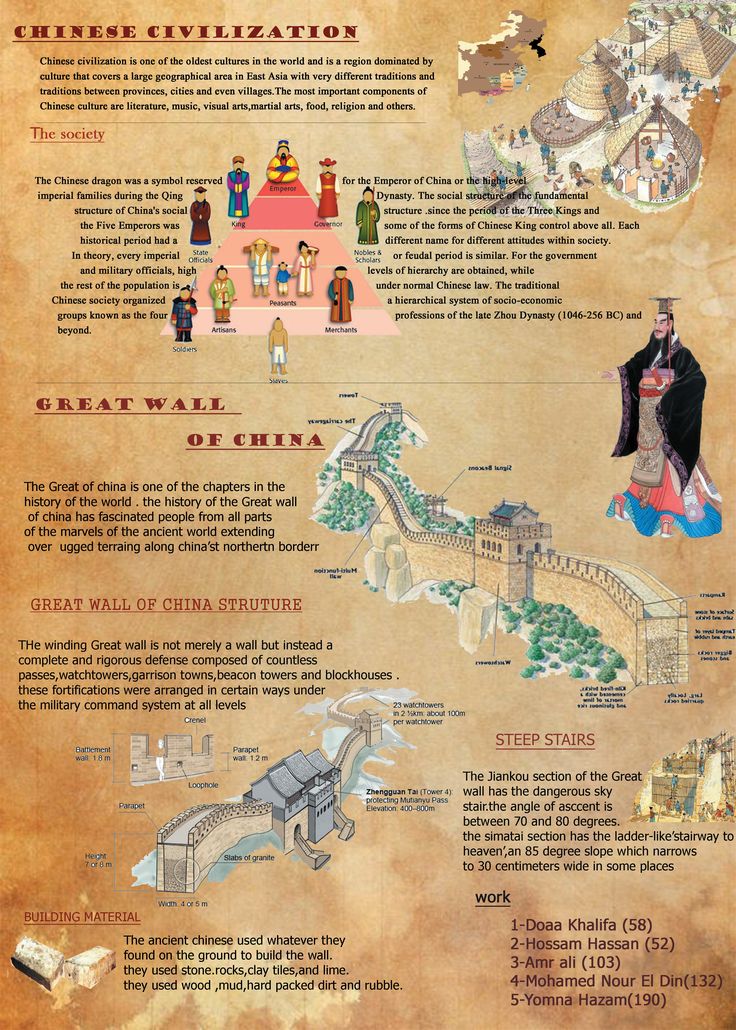 CHINESE CIVILIZATION
Chinese civilization is one of the oldest cultures in the world and is a region dominated by
culture that covers a large geographical area in East Asia with very different traditions and
traditions between provinces, cities and even villages.The most important components of
Chinese culture are literature, music, visual arts,martial arts, food, religion and others.
The society
The Chinese dragon was a symbol reserved for the Emperor of China or the high-level
imperial families during the Qing Dynasty. The social structure of the fundamental
structure of China's social structure .since the period of the Three Kings and
the Five Emperors was some of the forms of Chinese King control above all. Each
historical period had a different name for different attitudes within society.
In theory, every imperial or feudal period is similar. For the government
and military officials, high levels of hierarchy are obtained, while
the rest of the population is under normal Chinese law. The traditional
Chinese society organized a hierarchical system of socio-economic
groups known as the four professions of the late Zhou Dynasty (1046-256 BC) and
beyond.
Emperor
King
Governor
State
Officials
Nobles &
Scholars
Peasants
Artisans
Merchants
Soldiers
Slaves
GREAT WALL
OF CHINA
The Great of china is one of the chapters in the
history of the world . the history of the Great wall
of china has fascinated people from all parts
of the marvels of the ancient world extending
over ugged terraing along china'st northertn borderr
Towers
The carriageway
Signal Beacons
Multi-function
wall
Watchtowers
Ramparts
Surface of stone
slabs and bricks
Tamped layer of
earth and rubble
Bigger rocks
and stones
Kiln-fired bricks,
cemented with a
mortar of lime
and glutinous rice
Large, Locally
quarried rocks
GREAT WALL OF CHINA STRUTURE
THe winding Great wall is not merely a wall but instead a
complete and rigorous defense composed of countless
passes,watchtowers,garrison towns,beacon towers and blockhouses .
these fortifications were arranged in certain ways under
the military command system at all levels
Crenel
Battlement
wall: 1.8 m
Parapet
wall: 1.2 m
Loophole
23 watchtowers
in 2 ½km: about 100m
per watchtower
Zhengguan Tai (Tower 4):
protecting Mutianyu Pass
Elevation: 400–800m
Parapet
Height:
7 or 8 m
Slabs of granite
Width: 4 or 5 m
STEEP STAIRS
The Jiankou section of the Great
wall has the dangerous sky
stair.the angle of asccent is
between 70 and 80 degrees.
the simatai section has the ladder-like'stairway to
heaven',an 85 degree slope which narrows
to 30 centimeters wide in some places
BUILDING MATERIAL
The ancient chinese used whatever they
found on the ground to build the wall.
they used stone.rocks,clay tiles,and lime.
they used wood ,mud,hard packed dirt and rubble.
work
1-Doaa Khalifa (58)
2-Hossam Hassan (52)
3-Amr ali (103)
4-Mohamed Nour El Din(132)
5-Yomna Hazam(190)